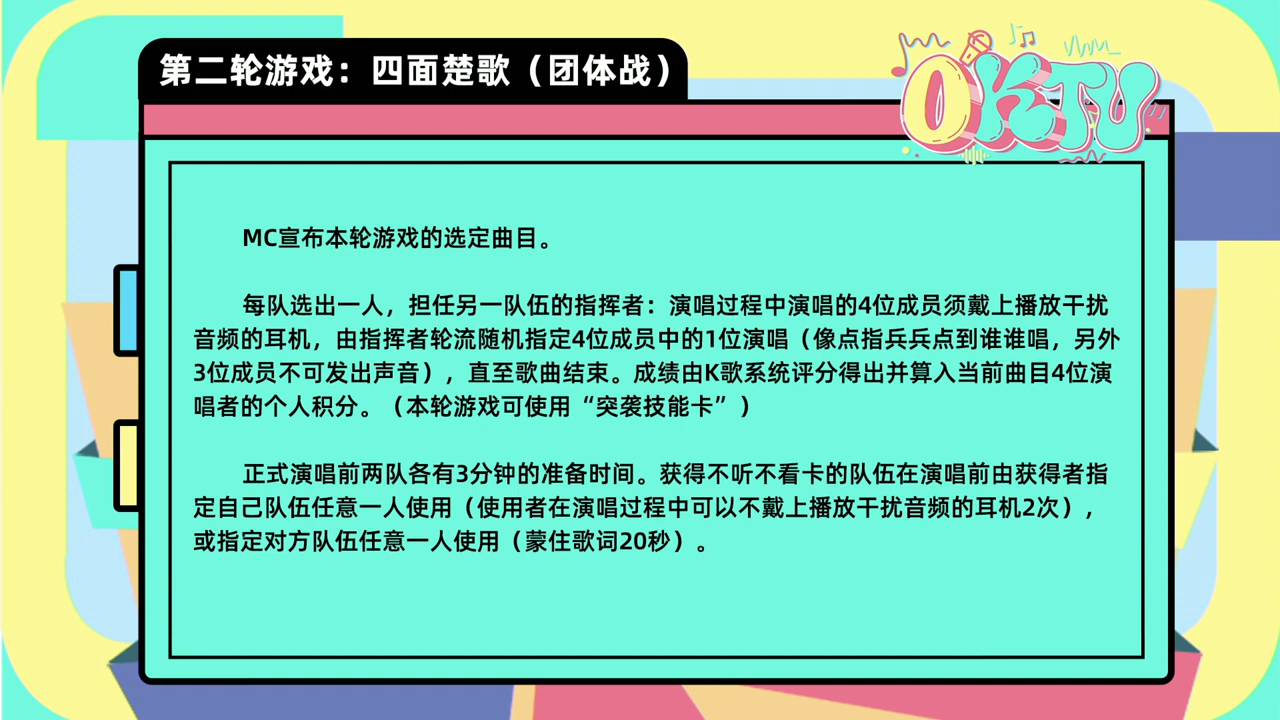 第二轮游戏：四面楚歌（团体战）
OKTV
MC宣布本轮游戏的选定曲目。
每队选出一人，担任另一队伍的指挥者：演唱过程中演唱的4位成员须戴上播放干扰
音频的耳机，由指挥者轮流随机指定4位成员中的1位演唱（像点指兵兵点到谁谁唱，另外
3位成员不可发出声音），直至歌曲结束。成绩由K歌系统评分得出并算入当前曲目4位演
唱者的个人积分。（本轮游戏可使用“突袭技能卡”）
正式演唱前两队各有3分钟的准备时间。获得不听不看卡的队伍在演唱前由获得者指
定自己队伍任意一人使用（使用者在演唱过程中可以不戴上播放干扰音频的耳机2次），
或指定对方队伍任意一人使用（蒙住歌词20秒）。